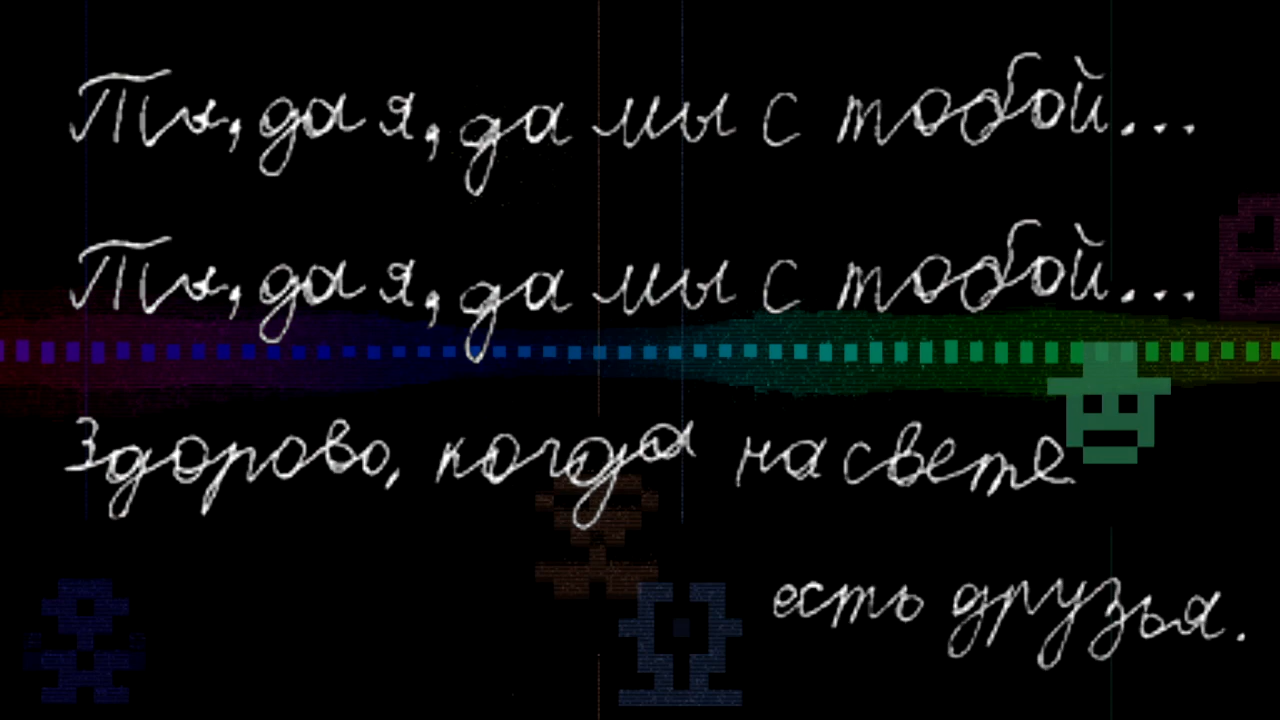 Ты, да я, да мы с тобой...
Ты, да я, да мы с тобой...
Здорово, когда на свете
есть друзья.